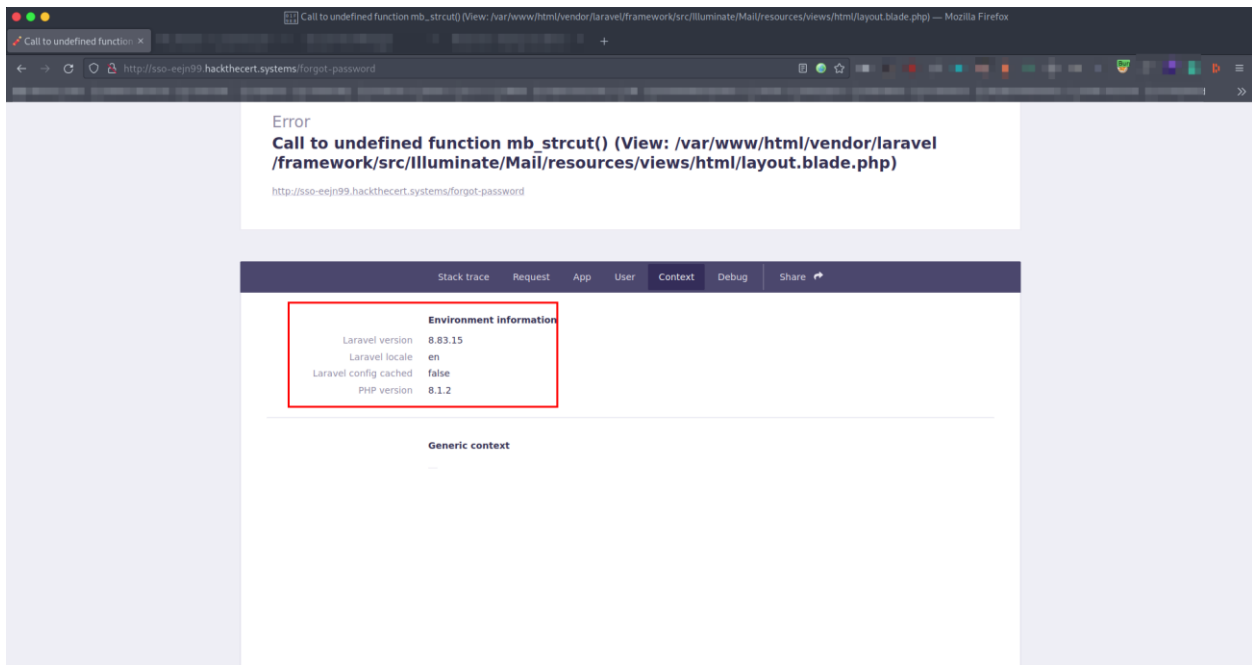 Call to undefined function mb_strcut() (View: /var/www/html/vendor/laravel/framework/src/Illuminate/Mail/resources/views/html/layout.blade.php) — Mozilla Firefox
Call to undefined function ×
+
http://sso-eejn99.hackthecert.systems/forgot-password
Error
Call to undefined function mb_strcut() (View: /var/www/html/vendor/laravel
/framework/src/Illuminate/Mail/resources/views/html/layout.blade.php)
http://sso-eejn99.hackthecert.systems/forgot-password
Stack trace Request App User Context Debug Share
Environment information
Laravel version 8.83.15
Laravel locale en
Laravel config cached false
PHP version 8.1.2
Generic context